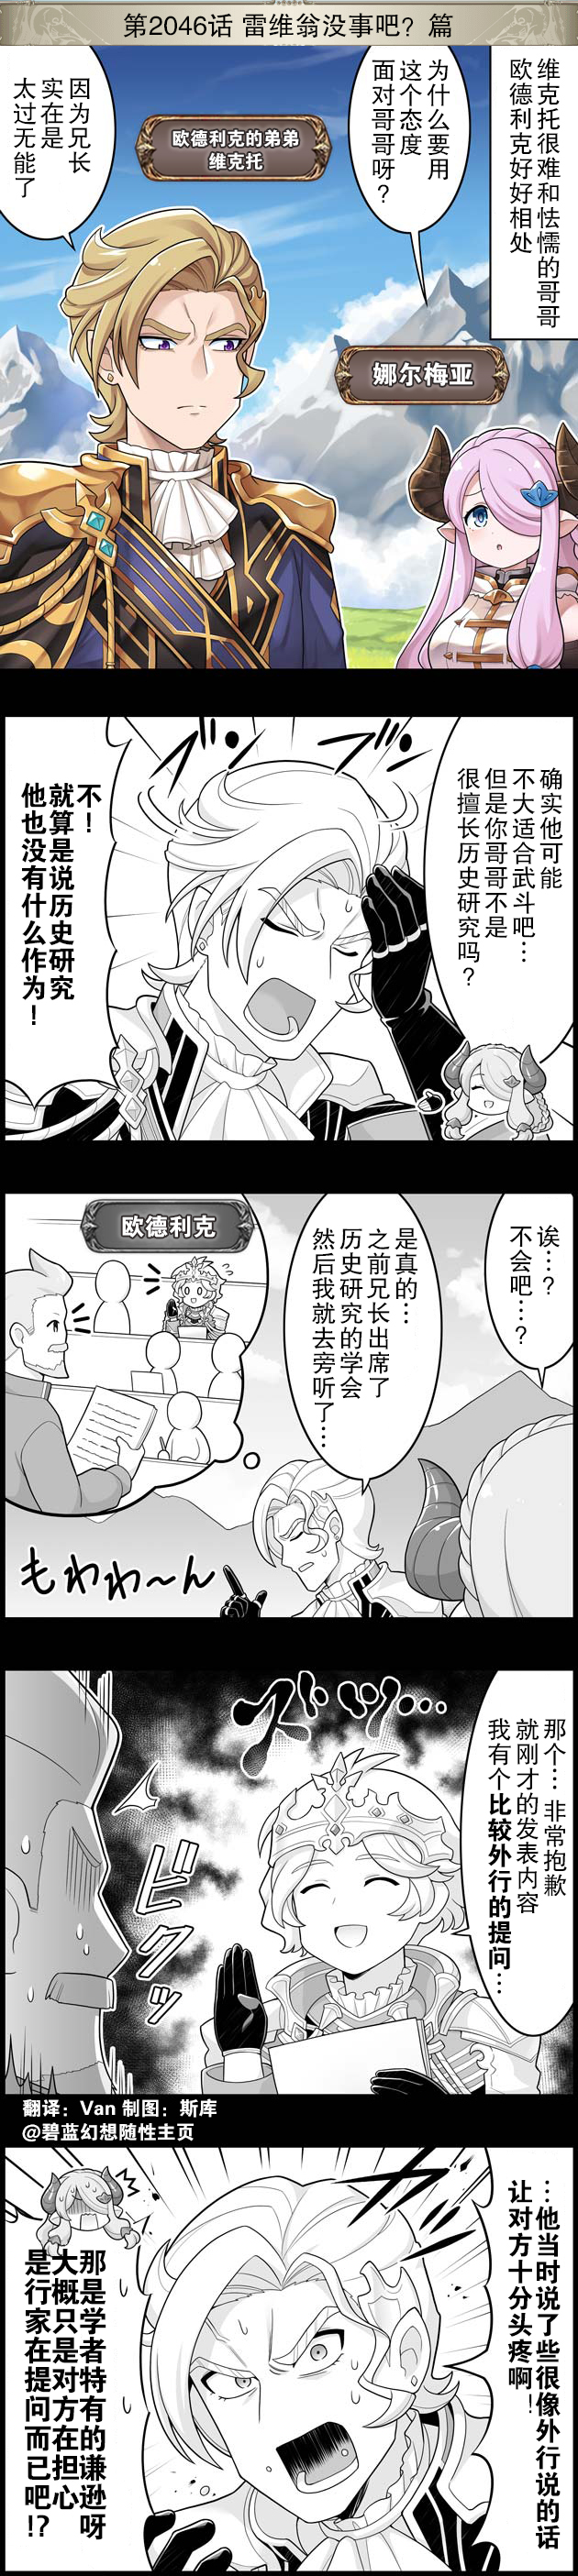 第2046话 雷维翁没事吧？篇
维克托很难和怯懦的哥哥
欧德利克好好相处
为什么要用
这个态度
面对哥哥呀？
欧德利克的弟弟
维克托
因为兄长
实在是
太过无能了
娜尔梅亚
确实他可能
不大适合武斗吧…
但是你哥哥不是
很擅长历史研究吗？
ブンブン
不！
就算是说历史研究
他也没有什么作为！
诶…？
不会吧…？
是真的…
之前兄长出席了
历史研究的学会
然后我就去旁听了…
欧德利克
もわわ～ん
那个…非常抱歉
就刚才的发表内容
我有个比较外行的提问…
ズドッ…
ビクッ
翻译：Van 制图：斯库
@碧蓝幻想随性主页
…他当时说了些很像外行说的话
让对方十分头疼啊！
那是学者特有的谦逊呀
大概只是对方在担心
是行家在提问而已吧！？